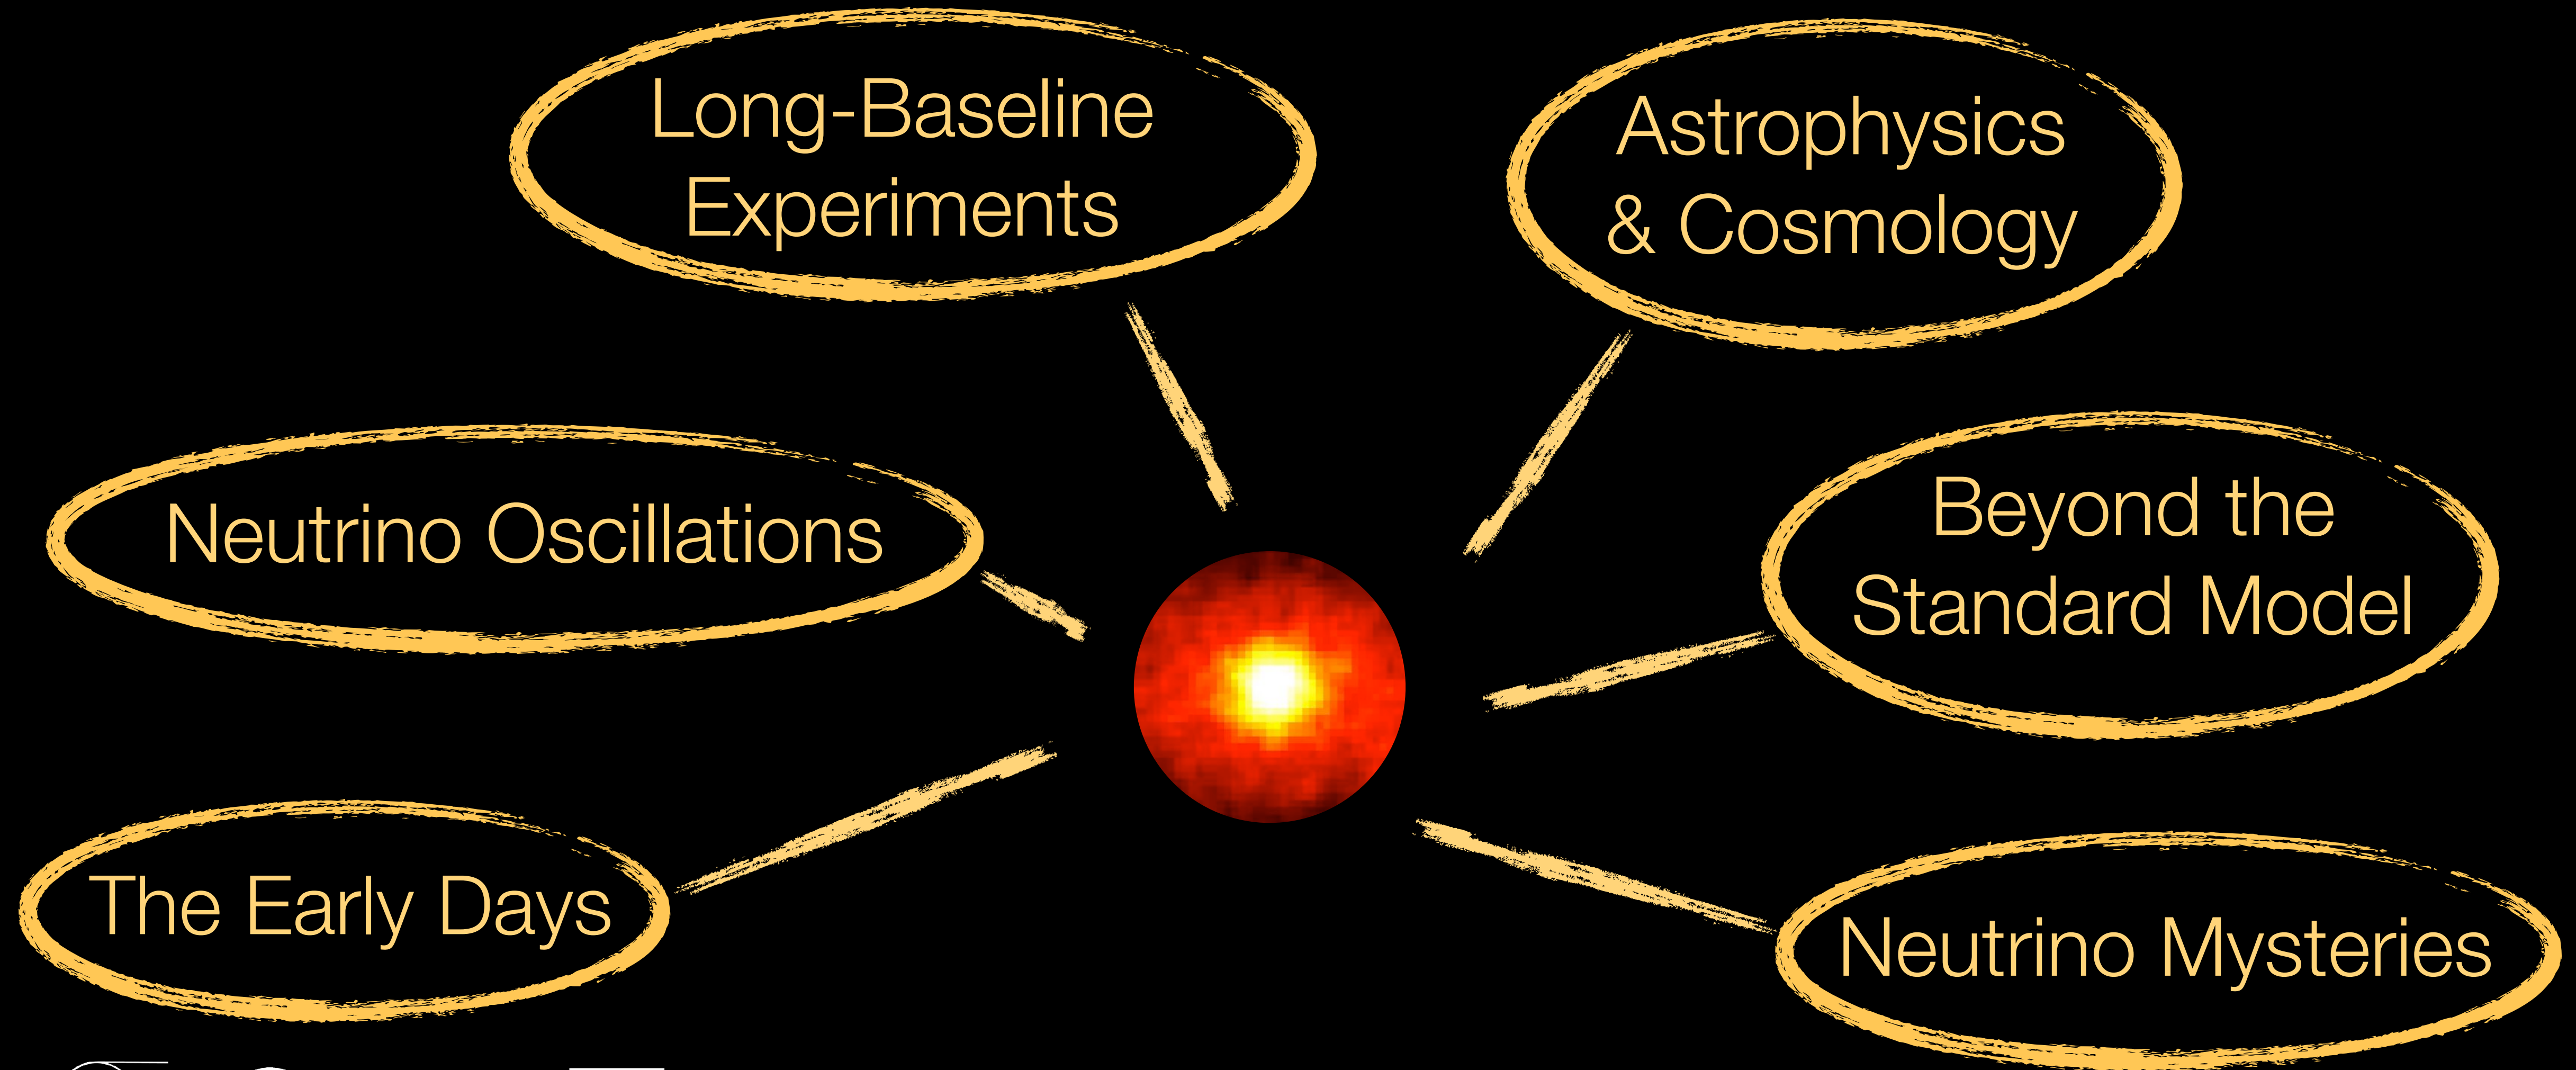 Long-Baseline
Experiments
Astrophysics
& Cosmology
Neutrino Oscillations
Beyond the
Standard Model
The Early Days
Neutrino Mysteries